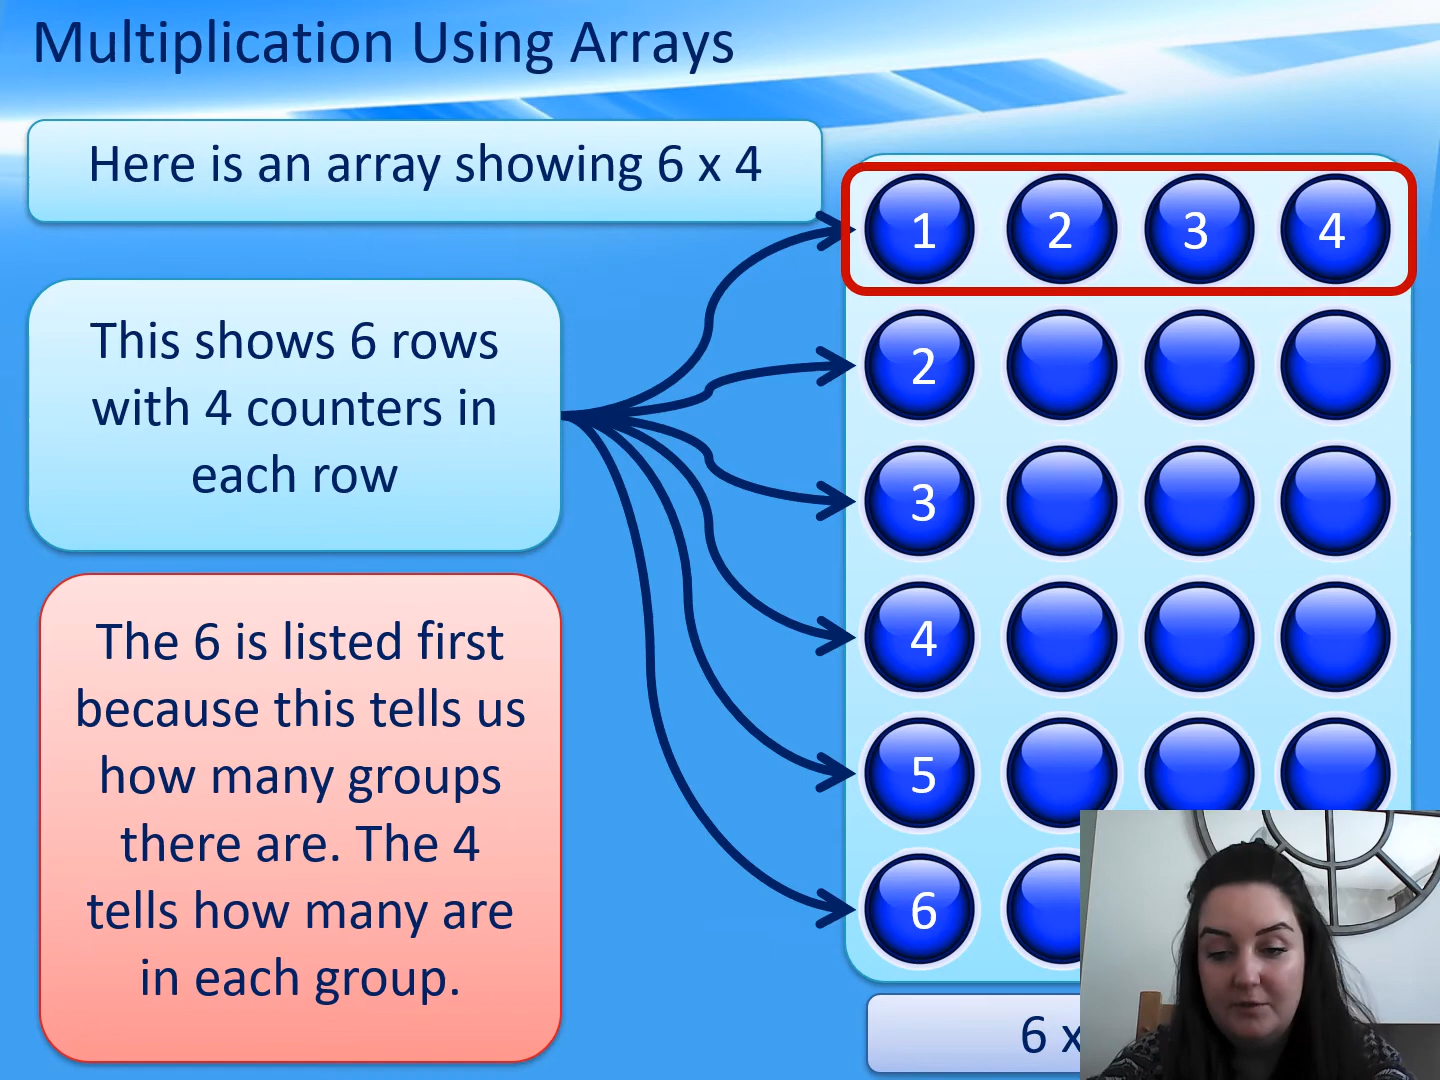 Multiplication Using Arrays
Here is an array showing 6 x 4
This shows 6 rows
with 4 counters in
each row
The 6 is listed first
because this tells us
how many groups
there are. The 4
tells how many are
in each group.
1 2 3 4
2
3
4
5
6
6 x